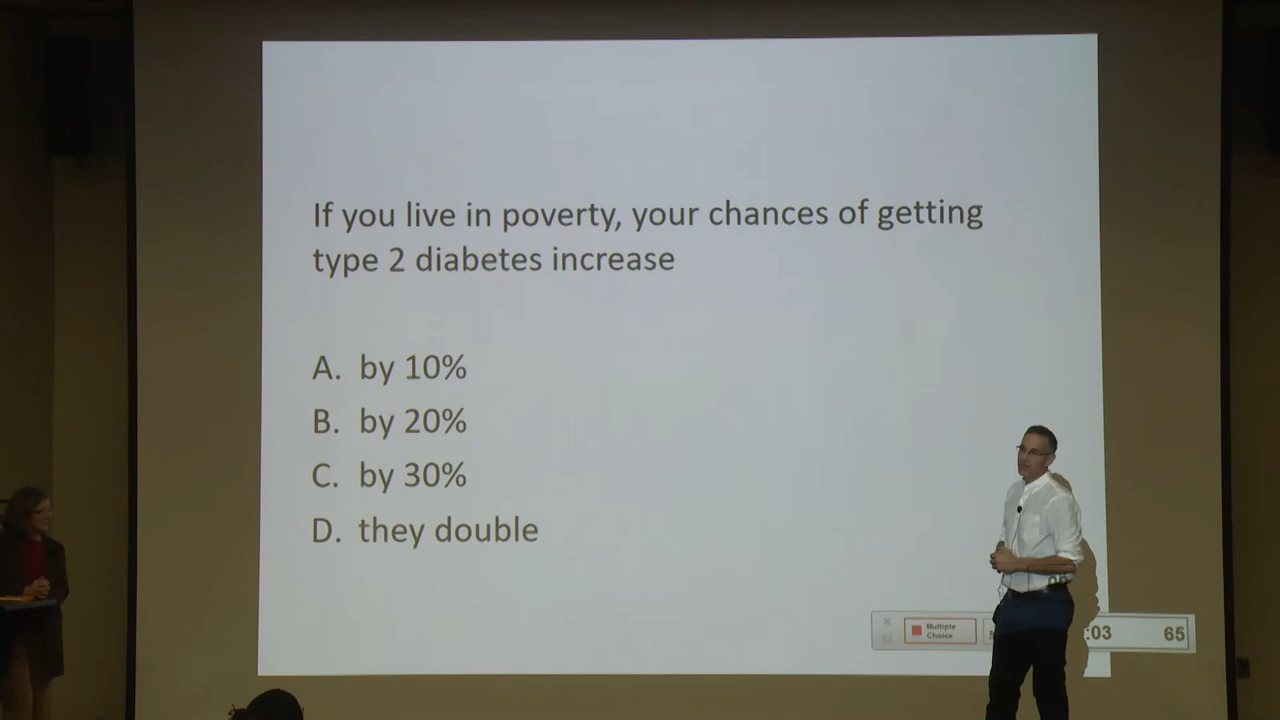 If you live in poverty, your chances of getting
type 2 diabetes increase
A. by 10%
B. by 20%
C. by 30%
D. they double
Multiple
Choice
:03 65